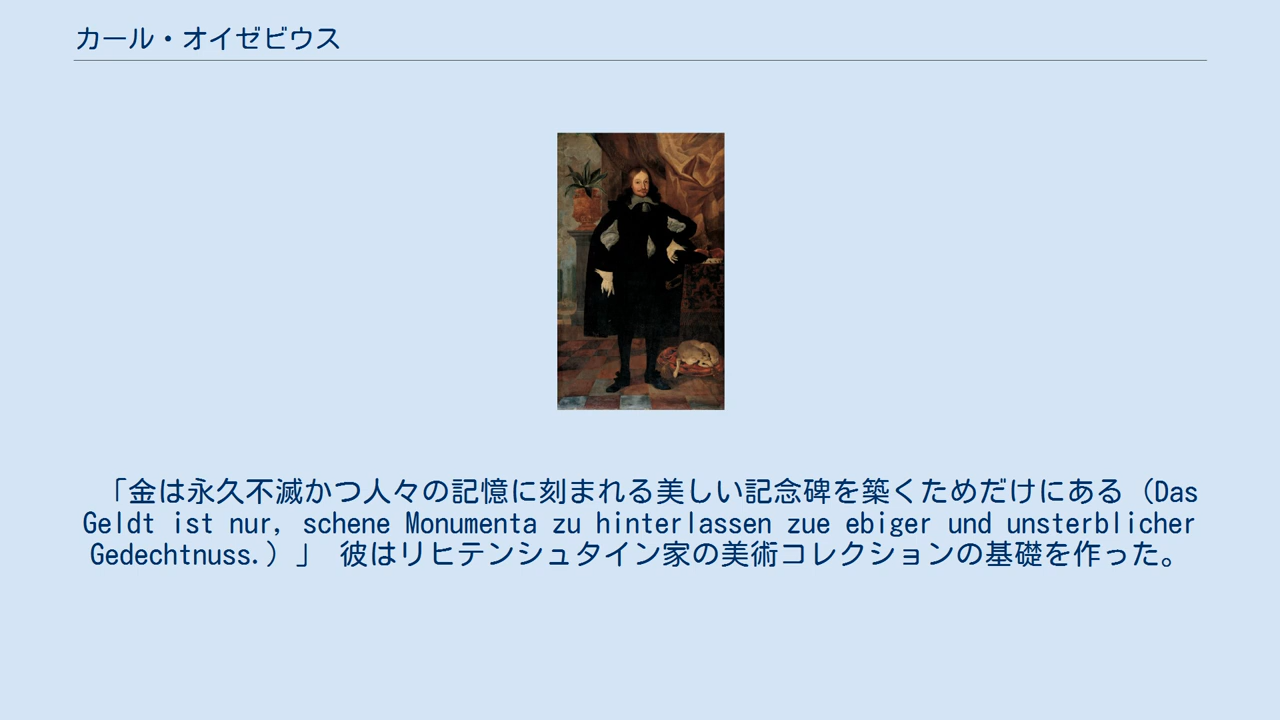 カール・オイゼビウス
「金は永久不滅かつ人々の記憶に刻まれる美しい記念碑を築くためだけにある（Das
Geldt ist nur, schene Monumenta zu hinterlassen zue ebiger und unsterblicher
Gedechtnuss.）」 彼はリヒテンシュタイン家の美術コレクションの基礎を作った。